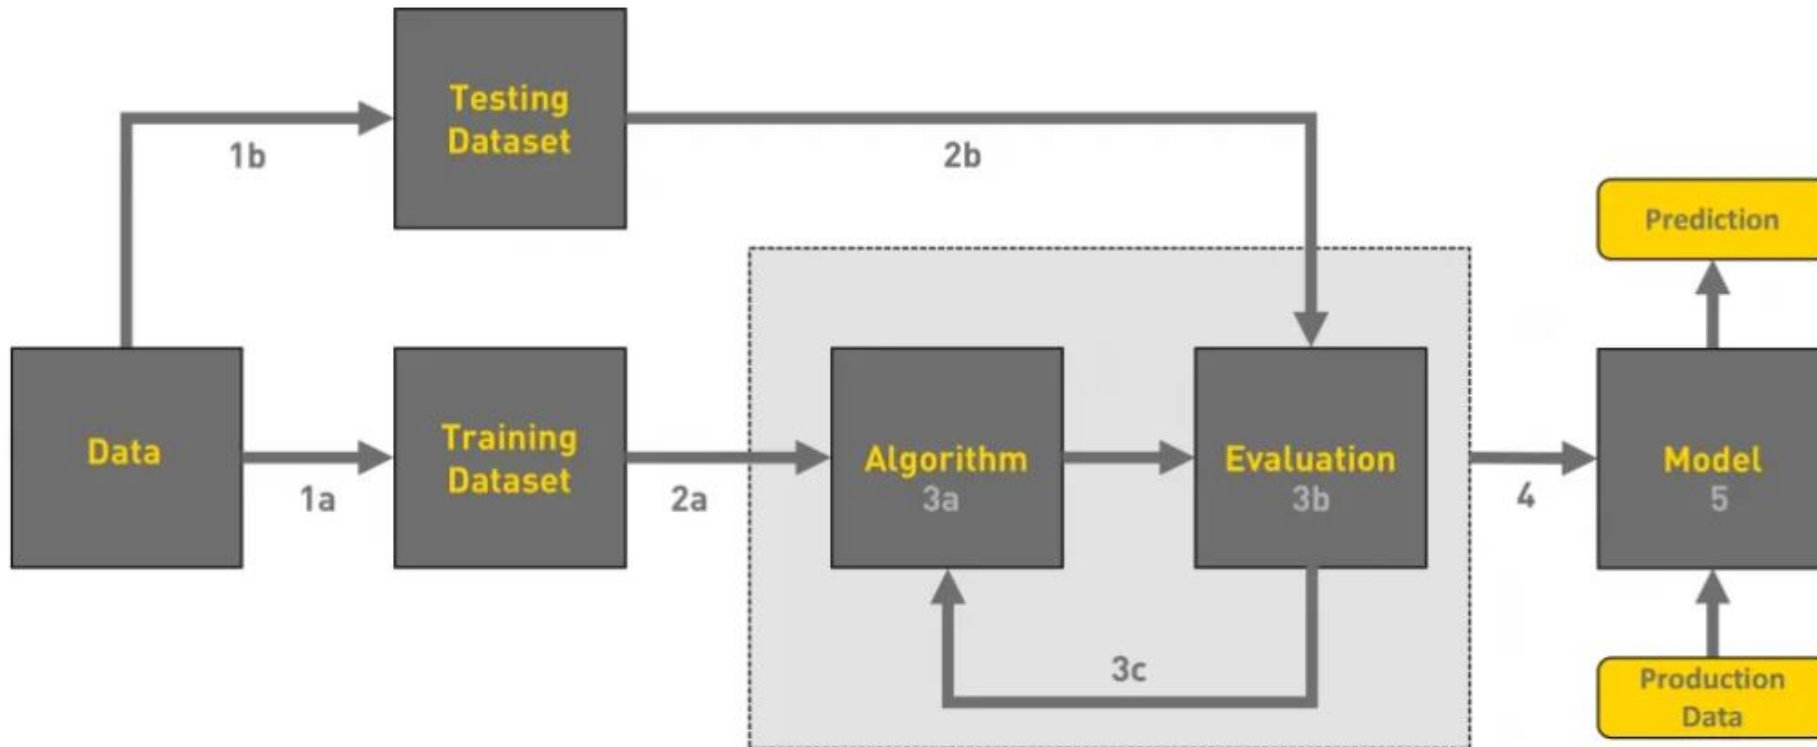 Testing
Dataset
1b
2b
Prediction
Data
Training
Dataset
Algorithm
3a
Evaluation
3b
Model
5
1a
2a
4
3c
Production
Data